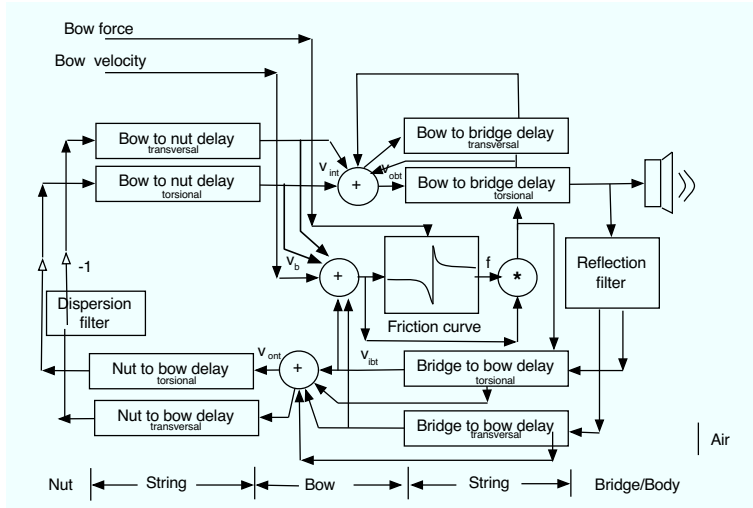 Bow force
Bow velocity
Bow to nut delay
transversal
Bow to bridge delay
transversal
v int
v obt
Bow to nut delay
torsional
+
Bow to bridge delay
torsional
-1
v b
+
f
*
Reflection
filter
Dispersion
filter
Friction curve
v ont
v ibt
Nut to bow delay
torsional
+
Bridge to bow delay
torsional
Nut to bow delay
transversal
Bridge to bow delay
transversal
Air
Nut
String
Bow
String
Bridge/Body